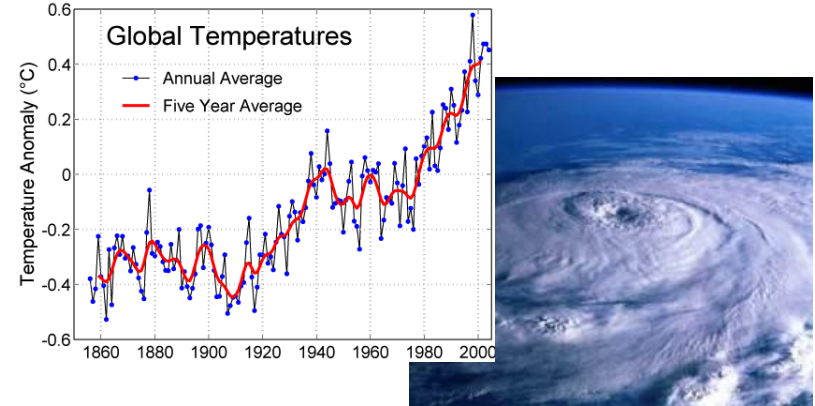 Global Temperatures
Annual Average
Five Year Average
Temperature Anomaly (°C)
0.6
0.4
0.2
0
-0.2
-0.4
-0.6
1860 1880 1900 1920 1940 1960 1980 2000